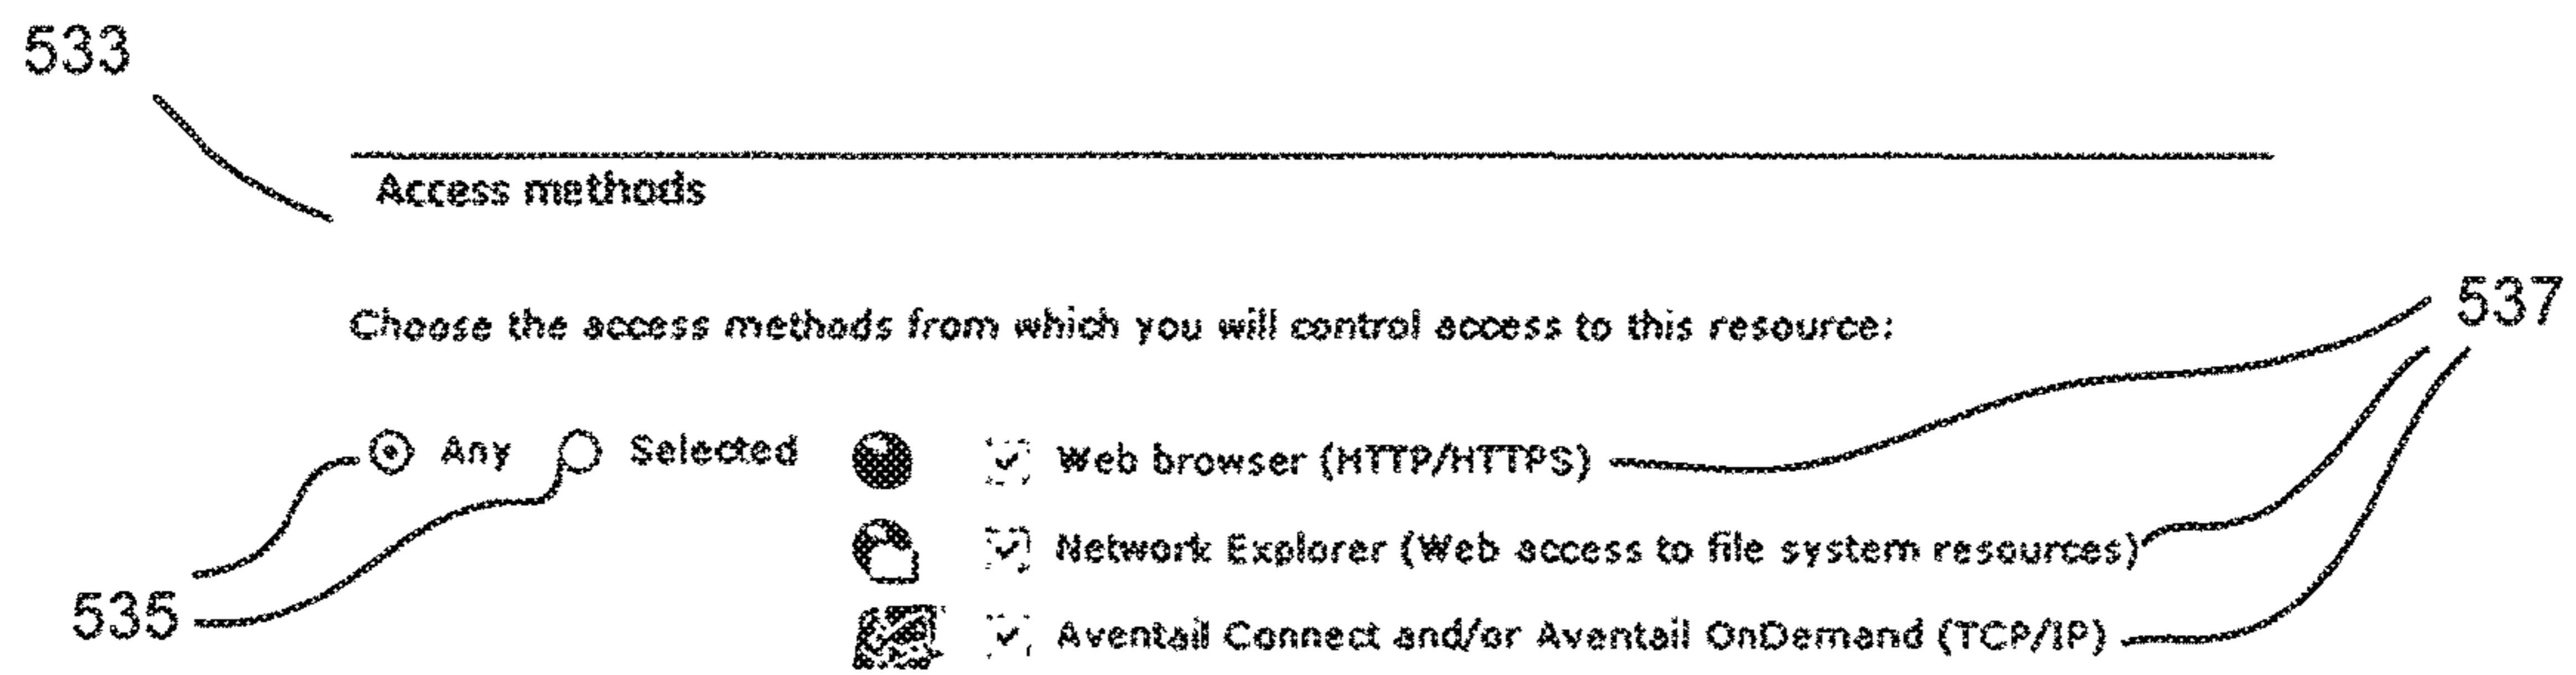 533
Access methods
Choose the access methods from which you will control access to this resource:
537
Any Selected Web browser (HTTP/HTTPS)
Network Explorer (Web access to file system resources)
535
Aventail Connect and/or Aventail OnDemand (TCP/IP)